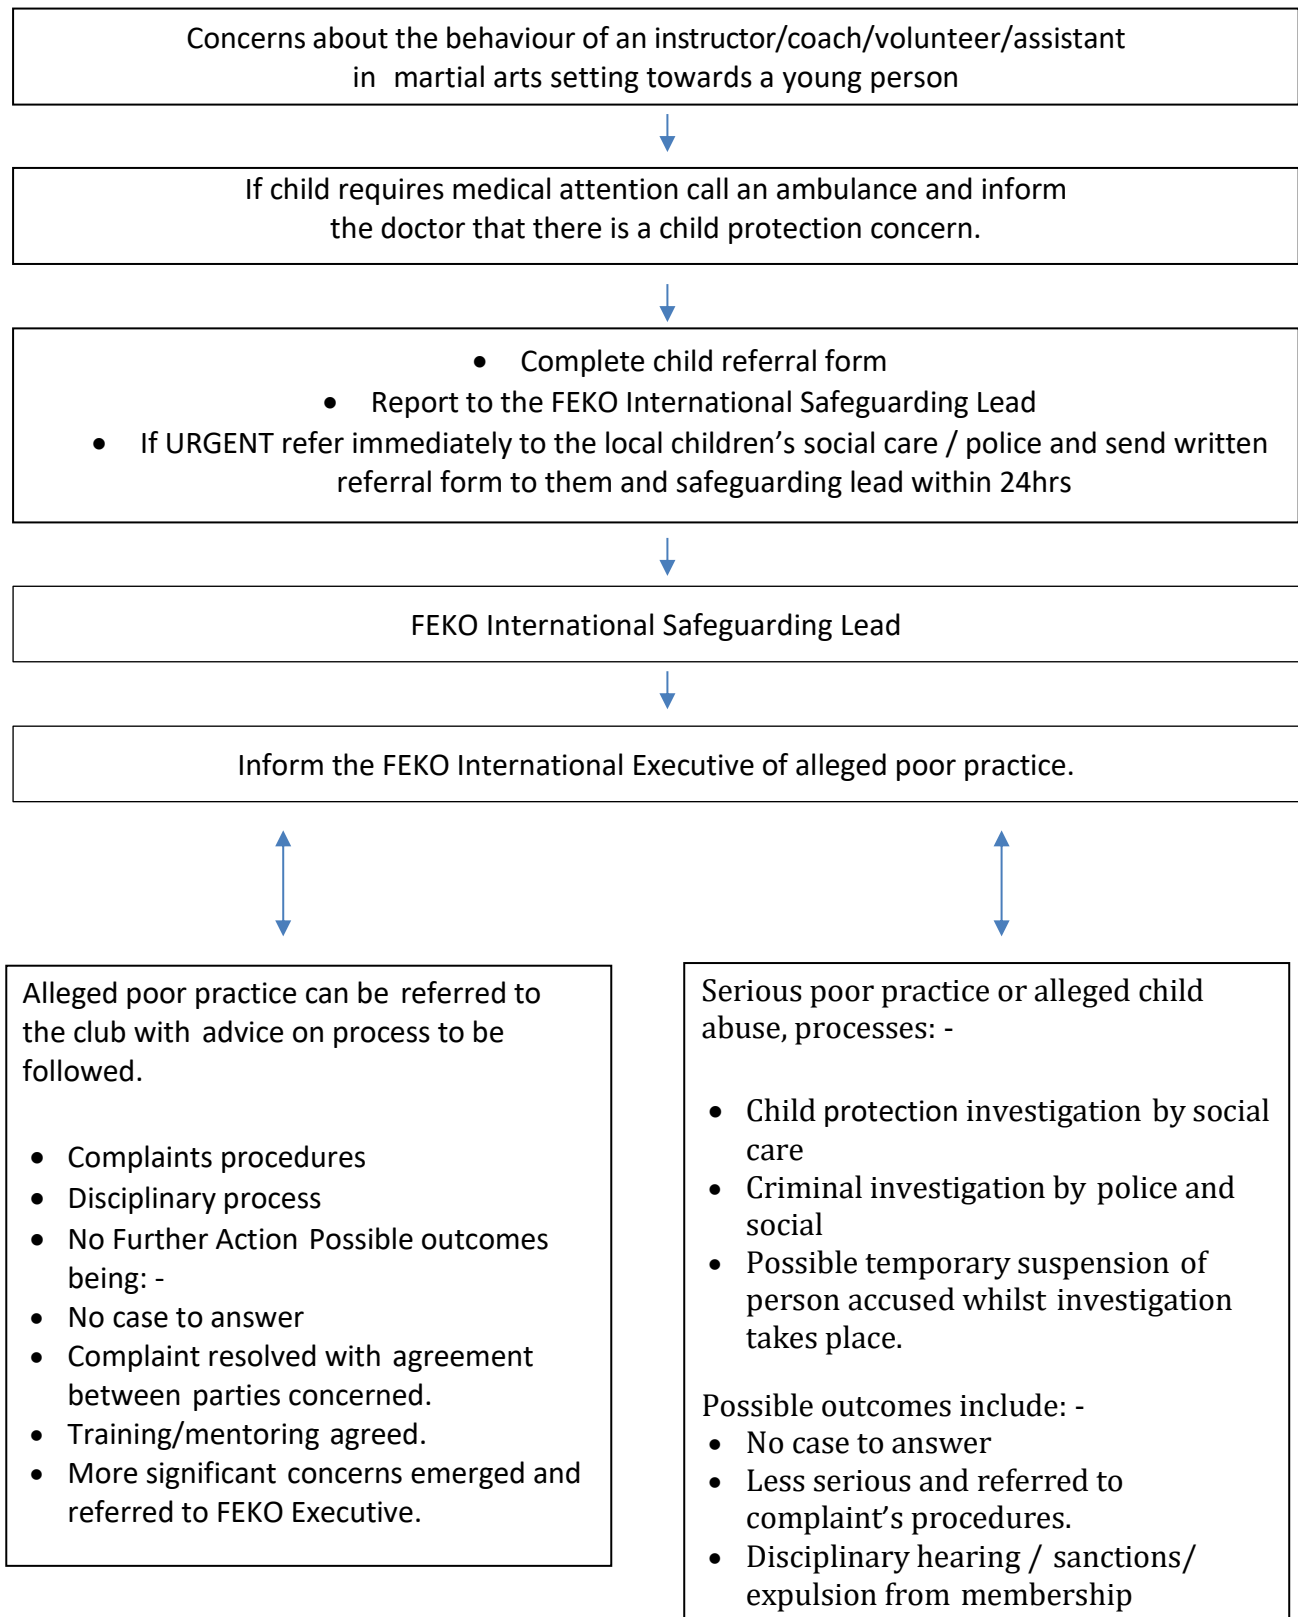 Concerns about the behaviour of an instructor/coach/volunteer/assistant
in martial arts setting towards a young person
If child requires medical attention call an ambulance and inform
the doctor that there is a child protection concern.
• Complete child referral form
• Report to the FEKO International Safeguarding Lead
• If URGENT refer immediately to the local children’s social care / police and send written
referral form to them and safeguarding lead within 24hrs
FEKO International Safeguarding Lead
Inform the FEKO International Executive of alleged poor practice.
Alleged poor practice can be referred to
the club with advice on process to be
followed.
• Complaints procedures
• Disciplinary process
• No Further Action Possible outcomes
being: -
• No case to answer
• Complaint resolved with agreement
between parties concerned.
• Training/mentoring agreed.
• More significant concerns emerged and
referred to FEKO Executive.
Serious poor practice or alleged child
abuse, processes: -
• Child protection investigation by social
care
• Criminal investigation by police and
social
• Possible temporary suspension of
person accused whilst investigation
takes place.
Possible outcomes include: -
• No case to answer
• Less serious and referred to
complaint’s procedures.
• Disciplinary hearing / sanctions/
expulsion from membership